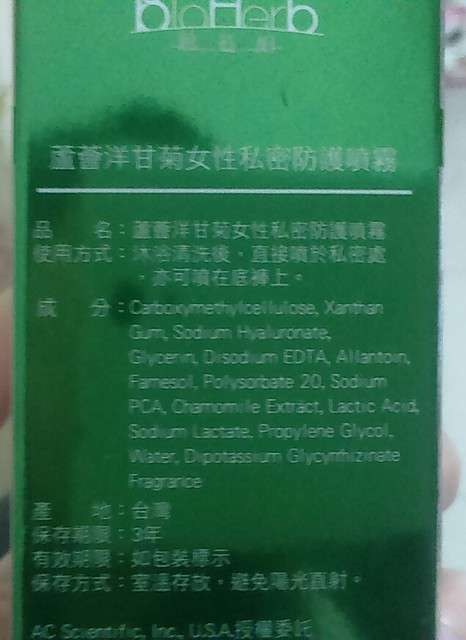 BioHerb
蘆薈洋甘菊女性私密防護噴霧
品 名：蘆薈洋甘菊女性私密防護噴霧
使用方式：沐浴清洗後，直接噴於私密處
，亦可噴在底褲上。
成 分：Carboxymethylcellulose, Xanthan
Gum, Sodium Hyaluronate,
Glycerin, Disodium EDTA, Allantoin,
Farnesol, Polysorbate 20, Sodium
PCA, Chamomile Extract, Lactic Acid,
Sodium Lactate, Propylene Glycol,
Water, Dipotassium Glycyrrhizinate
Fragrance
產 地：台灣
保存期限：3年
有效期限：如包裝標示
保存方式：室溫存放，避免陽光直射。
AC Scientific, Inc., U.S.A.授權委託